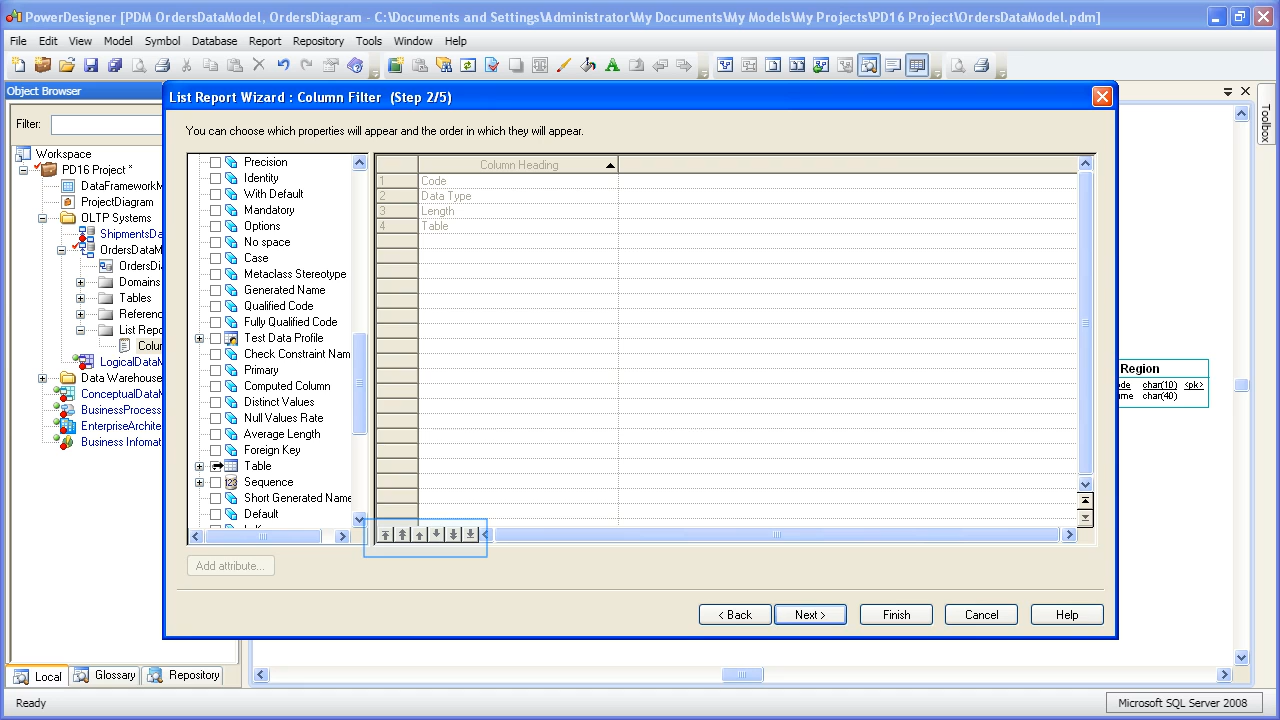 PowerDesigner [PDM OrdersDataModel, OrdersDiagram - C:\Documents and Settings\Administrator\My Documents\My Models\My Projects\PD16 Project\OrdersDataModel.pdm]
File Edit View Model Symbol Database Report Repository Tools Window Help
Object Browser
Filter:
Workspace
PD16 Project *
DataFrameworkM
ProjectDiagram
OLTP Systems
ShipmentsDa
OrdersDataM
OrdersDia
Domains
Tables
Referenc
List Repo
Colur
LogicalDataM
Data Warehouse
ConceptualDataM
BusinessProcess
EnterpriseArchite
Business Infomat
Local Glossary Repository
List Report Wizard : Column Filter (Step 2/5)
You can choose which properties will appear and the order in which they will appear.
Precision
Identity
With Default
Mandatory
Options
No space
Case
Metaclass Stereotype
Generated Name
Qualified Code
Fully Qualified Code
Test Data Profile
Check Constraint Nam
Primary
Computed Column
Distinct Values
Null Values Rate
Average Length
Foreign Key
Table
123 Sequence
Short Generated Name
Default
Column Heading
1 Code
2 Data Type
3 Length
4 Table
Add attribute...
< Back Next > Finish Cancel Help
Toolbox
Region
ode char(10) <pk>
me char(40)
Ready
Microsoft SQL Server 2008